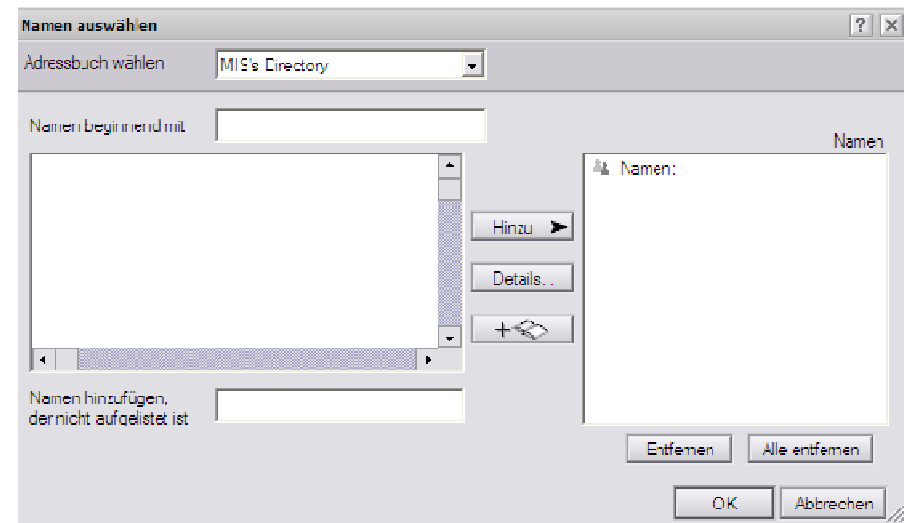 Namen auswählen
Adressbuch wählen
MIS's Directory
Namen beginnend mit
Namen
Namen:
Hinzu
Details...
Namen hinzufügen,
der nicht aufgelistet ist
Entfernen
Alle entfernen
OK
Abbrechen